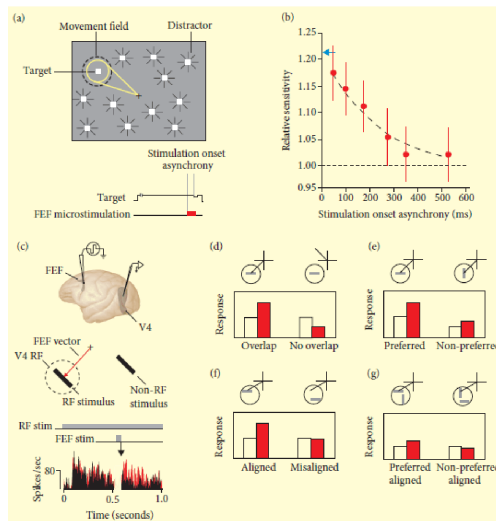 (a)
Movement field
Distractor
Target
Stimulation onset
asynchrony
Target
FEF microstimulation
(b)
Relative sensitivity
1.25
1.20
1.15
1.10
1.05
1.00
0.95
0
100
200
300
400
500
600
Stimulation onset asynchrony (ms)
(c)
FEF
V4
FEF vector
V4 RF
RF stimulus
Non-RF
stimulus
RF stim
FEF stim
Spikes/sec
80
0
0.5
1.0
Time (seconds)
(d)
Response
Overlap
No overlap
(e)
Response
Preferred
Non-preferred
(f)
Response
Aligned
Misaligned
(g)
Response
Preferred
aligned
Non-preferred
aligned